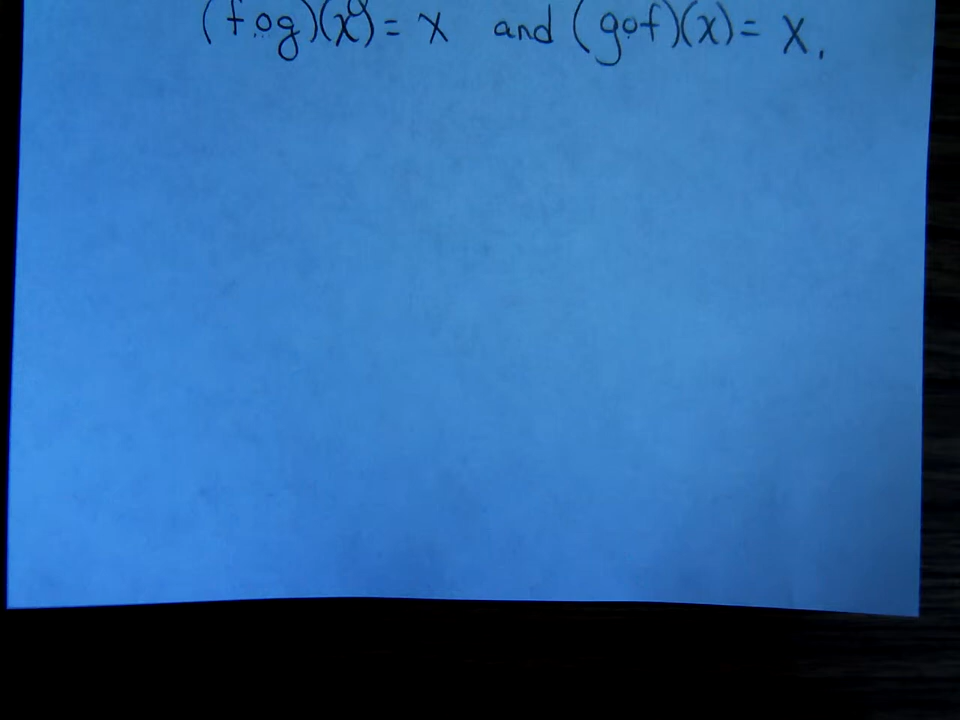 (f∘g)(x) = x and (g∘f)(x) = x.